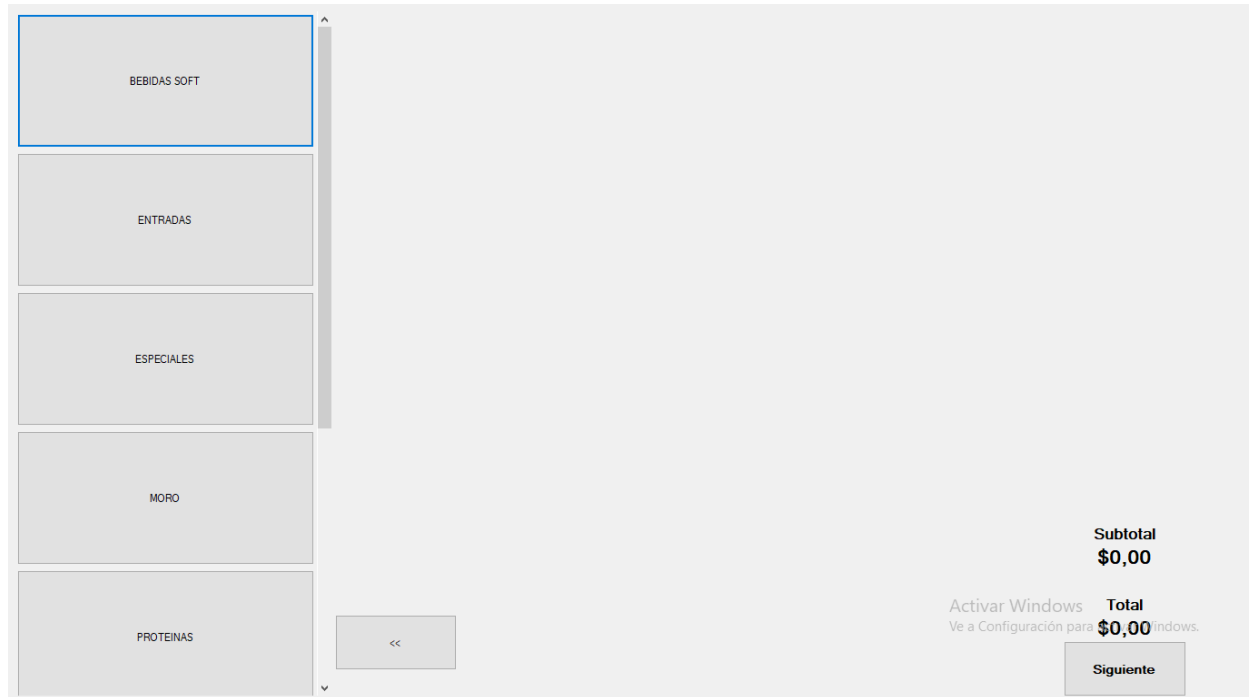 BEBIDAS SOFT
ENTRADAS
ESPECIALES
MORO
PROTEINAS
<<
Subtotal
$0,00
Activar Windows
Ve a Configuración para activar Windows.
Total
$0,00
Siguiente